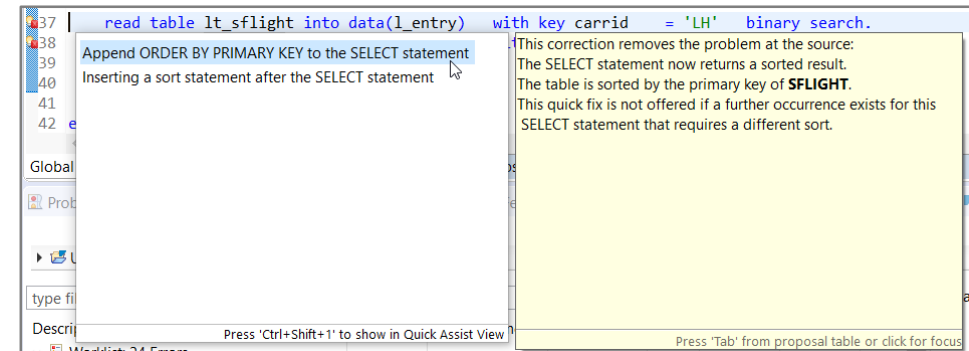 37 read table lt_sflight into data(l_entry) with key carrid = 'LH' binary search.
38
39
40
41
42 e
Append ORDER BY PRIMARY KEY to the SELECT statement
Inserting a sort statement after the SELECT statement
This correction removes the problem at the source:
The SELECT statement now returns a sorted result.
The table is sorted by the primary key of SFLIGHT.
This quick fix is not offered if a further occurrence exists for this
SELECT statement that requires a different sort.
Global
Prob
U
type fi
Descrip
Press 'Ctrl+Shift+1' to show in Quick Assist View
Press 'Tab' from proposal table or click for focus